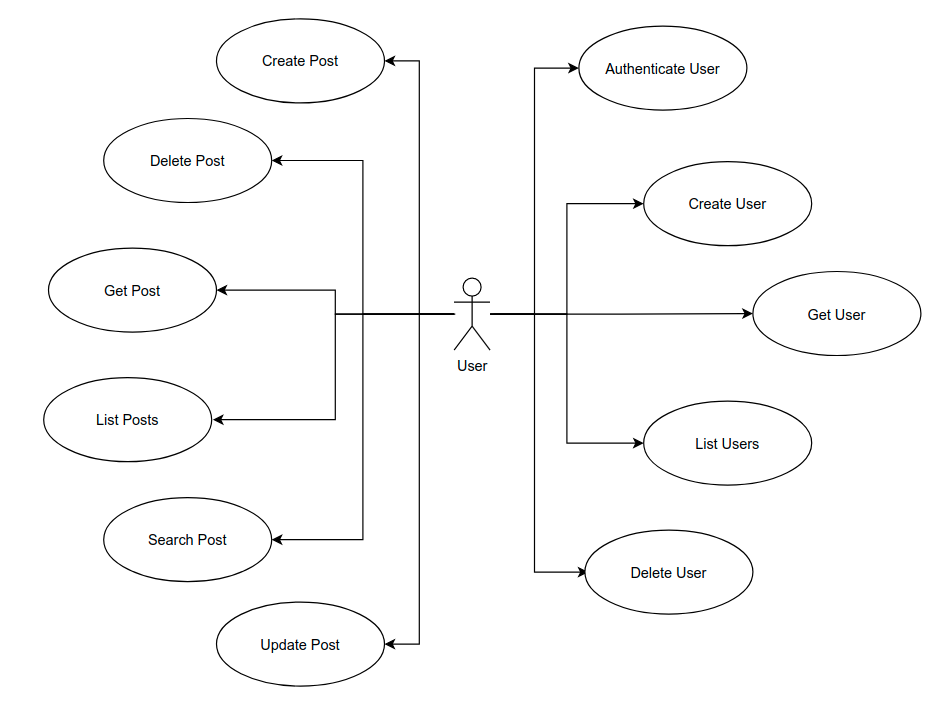 Create Post
Authenticate User
Delete Post
Create User
Get Post
Get User
User
List Posts
List Users
Search Post
Delete User
Update Post